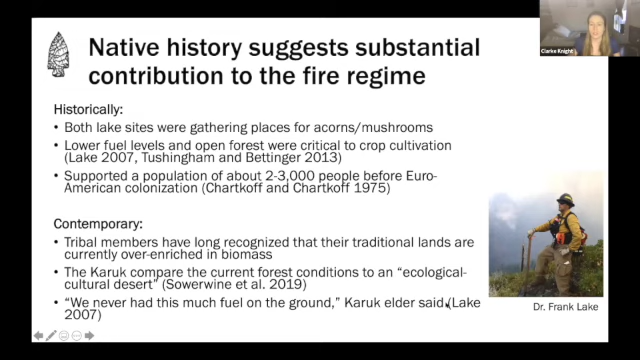 Clarke Knight
Native history suggests substantial
contribution to the fire regime
Historically:
• Both lake sites were gathering places for acorns/mushrooms
• Lower fuel levels and open forest were critical to crop cultivation
(Lake 2007, Tushingham and Bettinger 2013)
• Supported a population of about 2-3,000 people before Euro-
American colonization (Chartkoff and Chartkoff 1975)
Contemporary:
• Tribal members have long recognized that their traditional lands are
currently over-enriched in biomass
• The Karuk compare the current forest conditions to an “ecological-
cultural desert” (Sowerwine et al. 2019)
• “We never had this much fuel on the ground,” Karuk elder said (Lake
2007)
Dr. Frank Lake